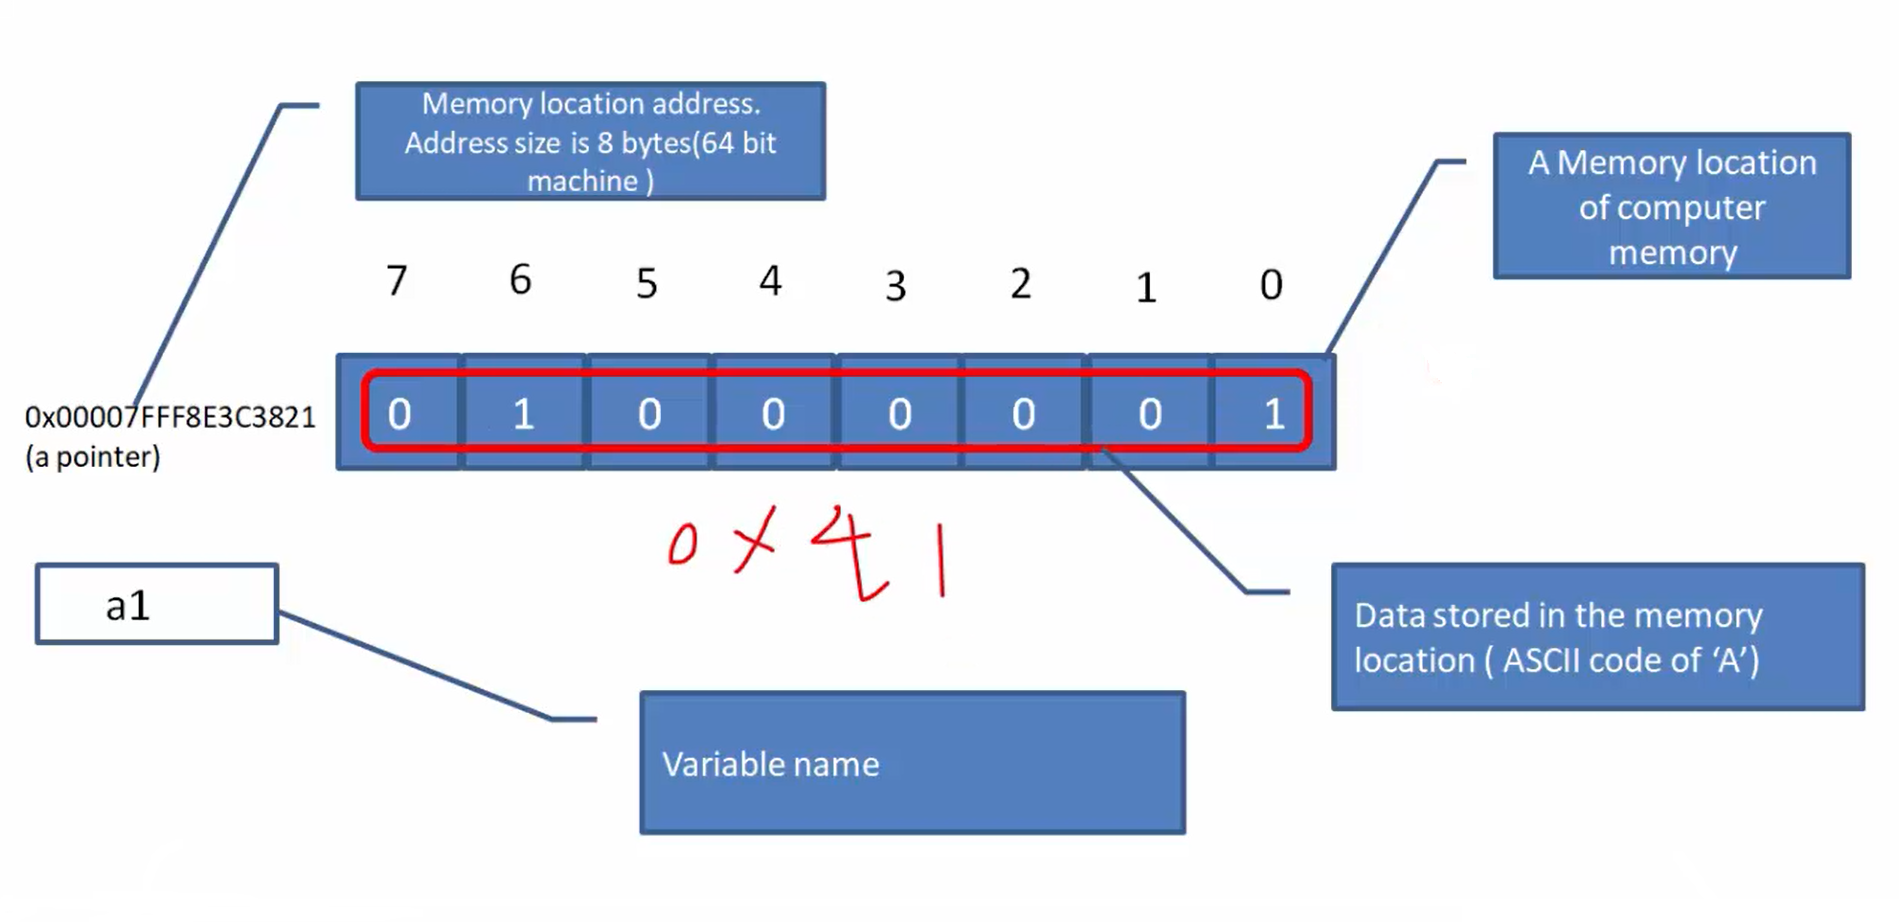 Memory location address.
Address size is 8 bytes(64 bit
machine )
A Memory location
of computer
memory
7 6 5 4 3 2 1 0
0x00007FFF8E3C3821
(a pointer)
0 1 0 0 0 0 0 1
0x41
a1
Data stored in the memory
location ( ASCII code of ‘A’)
Variable name